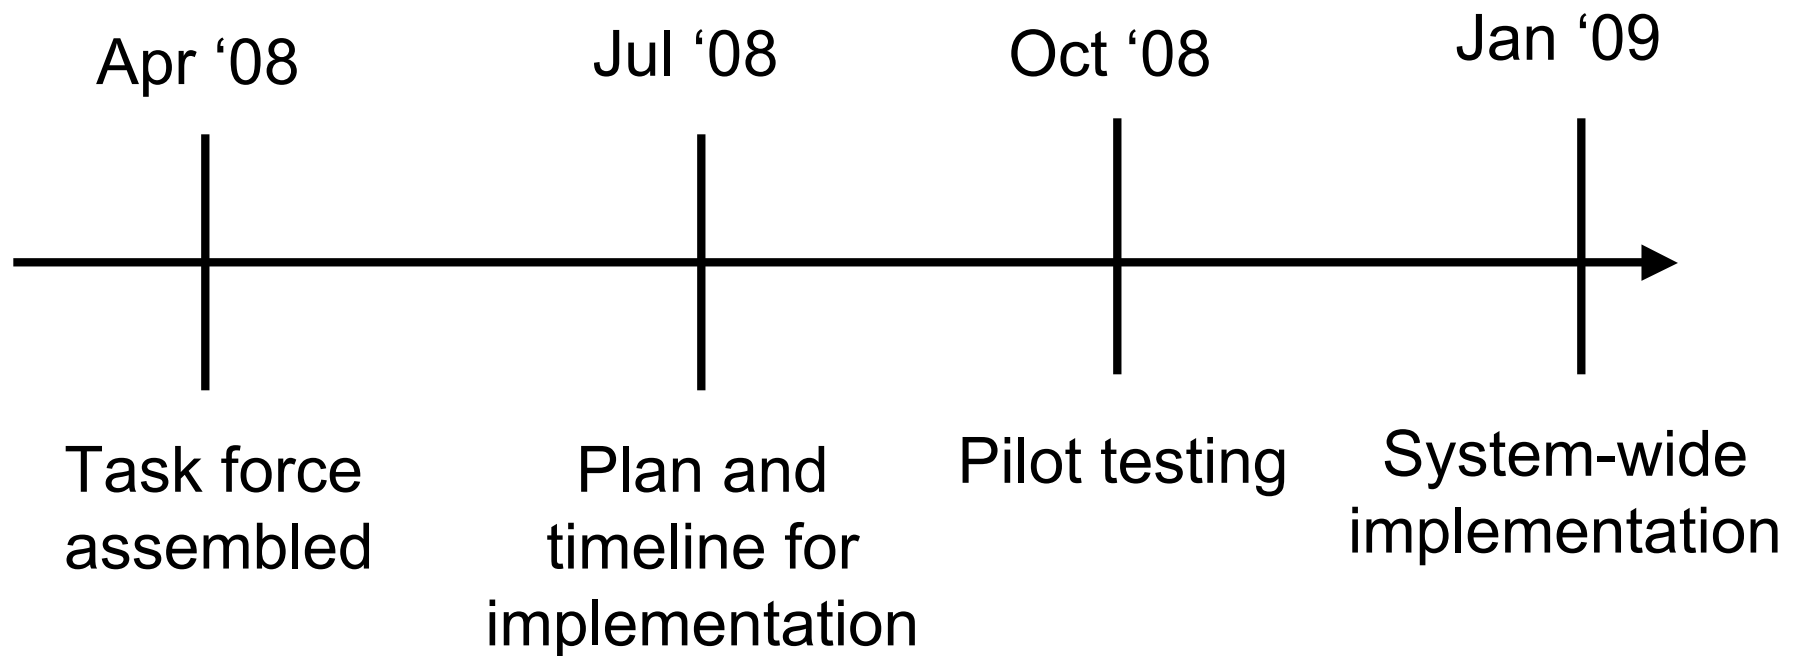 Apr ‘08
Jul ‘08
Oct ‘08
Jan ‘09
Task force
assembled
Plan and
timeline for
implementation
Pilot testing
System-wide
implementation